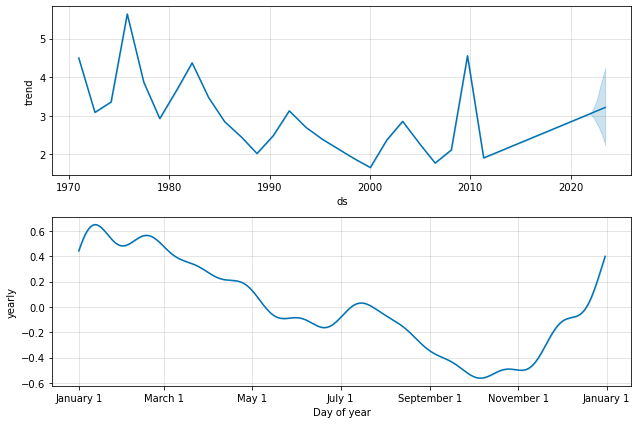 5
4
3
2
trend
1970 1980 1990 2000 2010 2020
ds
0.6
0.4
0.2
0.0
−0.2
−0.4
−0.6
yearly
January 1 March 1 May 1 July 1 September 1 November 1 January 1
Day of year